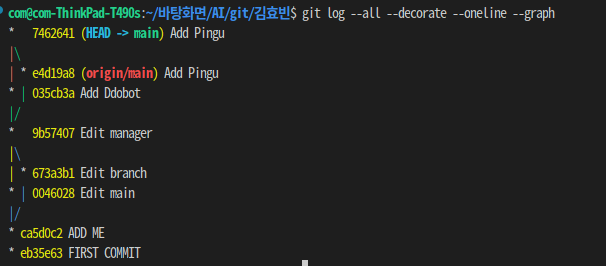 com@com-ThinkPad-T490s:~/바탕화면/AI/git/김효빈$ git log --all --decorate --oneline --graph
*   7462641 (HEAD -> main) Add Pingu
|\
| * e4d19a8 (origin/main) Add Pingu
* | 035cb3a Add Ddobot
|/
*   9b57407 Edit manager
|\
| * 673a3b1 Edit branch
* | 0046028 Edit main
|/
* ca5d0c2 ADD ME
* eb35e63 FIRST COMMIT